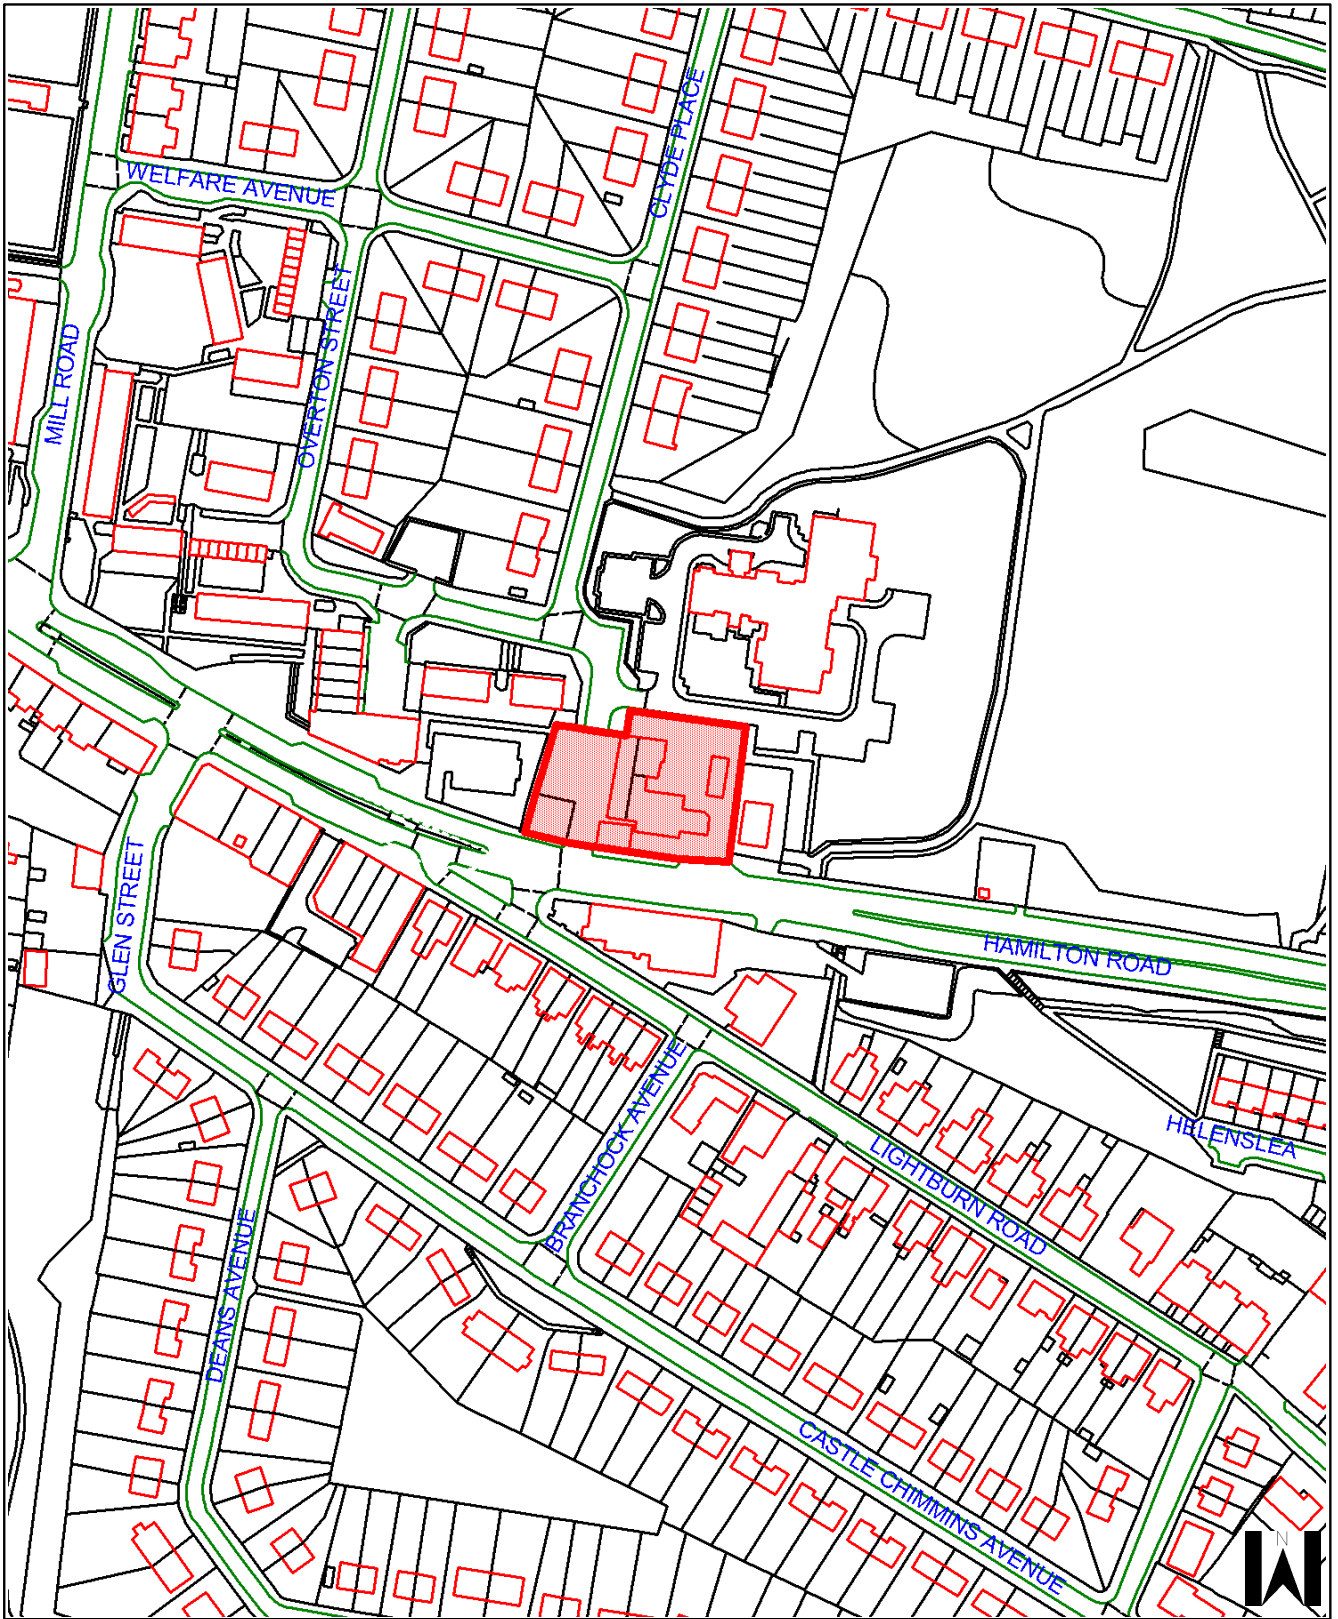 CLYDE PLACE
WELFARE AVENUE
OVERTON STREET
MILL ROAD
GLEN STREET
HAMILTON ROAD
BRANCHOCK AVENUE
HELENSLEA
LIGHTBURN ROAD
DEANS AVENUE
CASTLE CHIMMINS AVENUE
N